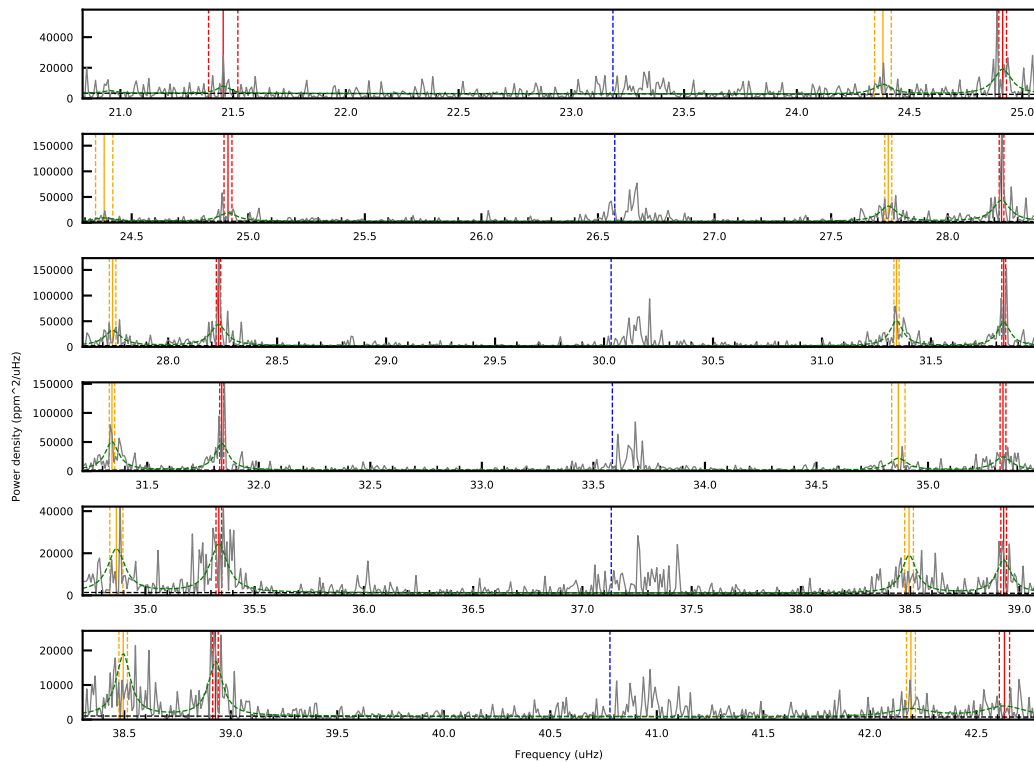 60000
40000
20000
0
21.0 21.5 22.0 22.5 23.0 23.5 24.0 24.5 25.0
150000
100000
50000
0
24.5 25.0 25.5 26.0 26.5 27.0 27.5 28.0
150000
100000
50000
0
28.0 28.5 29.0 29.5 30.0 30.5 31.0 31.5
150000
100000
50000
0
31.5 32.0 32.5 33.0 33.5 34.0 34.5 35.0
40000
20000
0
35.0 35.5 36.0 36.5 37.0 37.5 38.0 38.5 39.0
20000
10000
0
38.5 39.0 39.5 40.0 40.5 41.0 41.5 42.0 42.5
Frequency (uHz)
Power density (ppm^2/uHz)